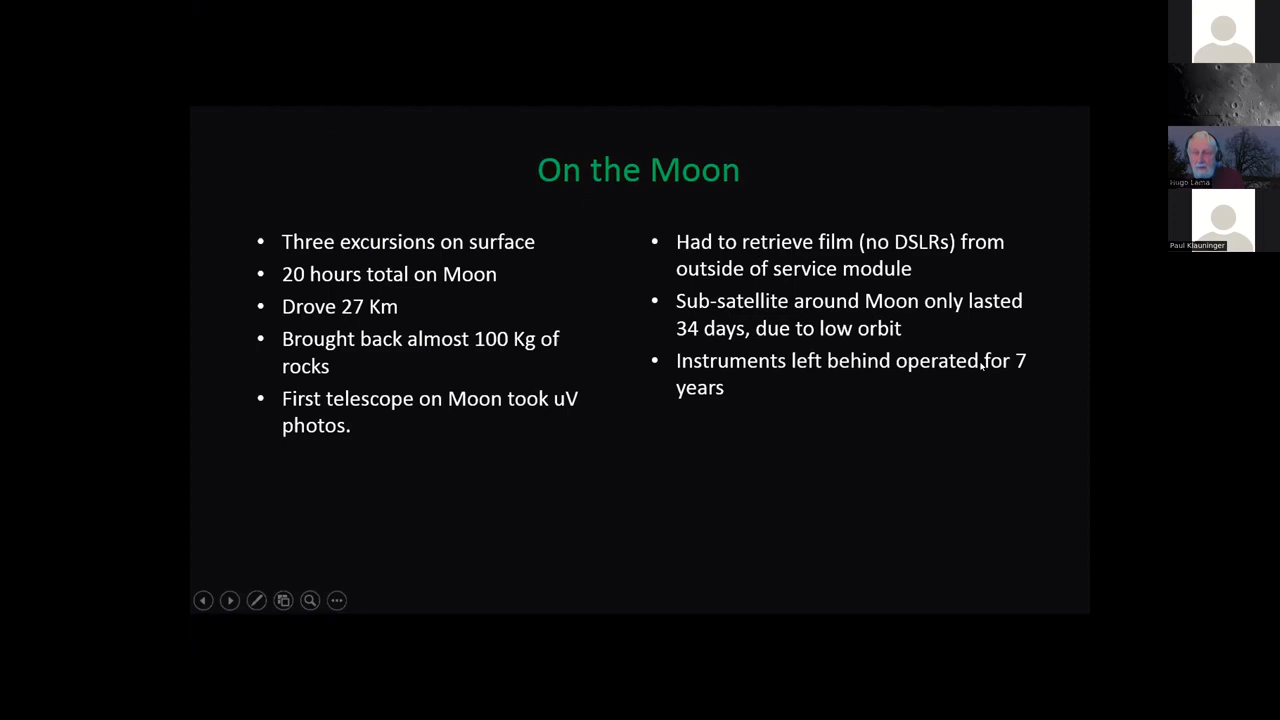 On the Moon
• Three excursions on surface
• 20 hours total on Moon
• Drove 27 Km
• Brought back almost 100 Kg of
rocks
• First telescope on Moon took uV
photos.
• Had to retrieve film (no DSLRs) from
outside of service module
• Sub-satellite around Moon only lasted
34 days, due to low orbit
• Instruments left behind operated for 7
years
Hugo Lama
Paul Klauninger